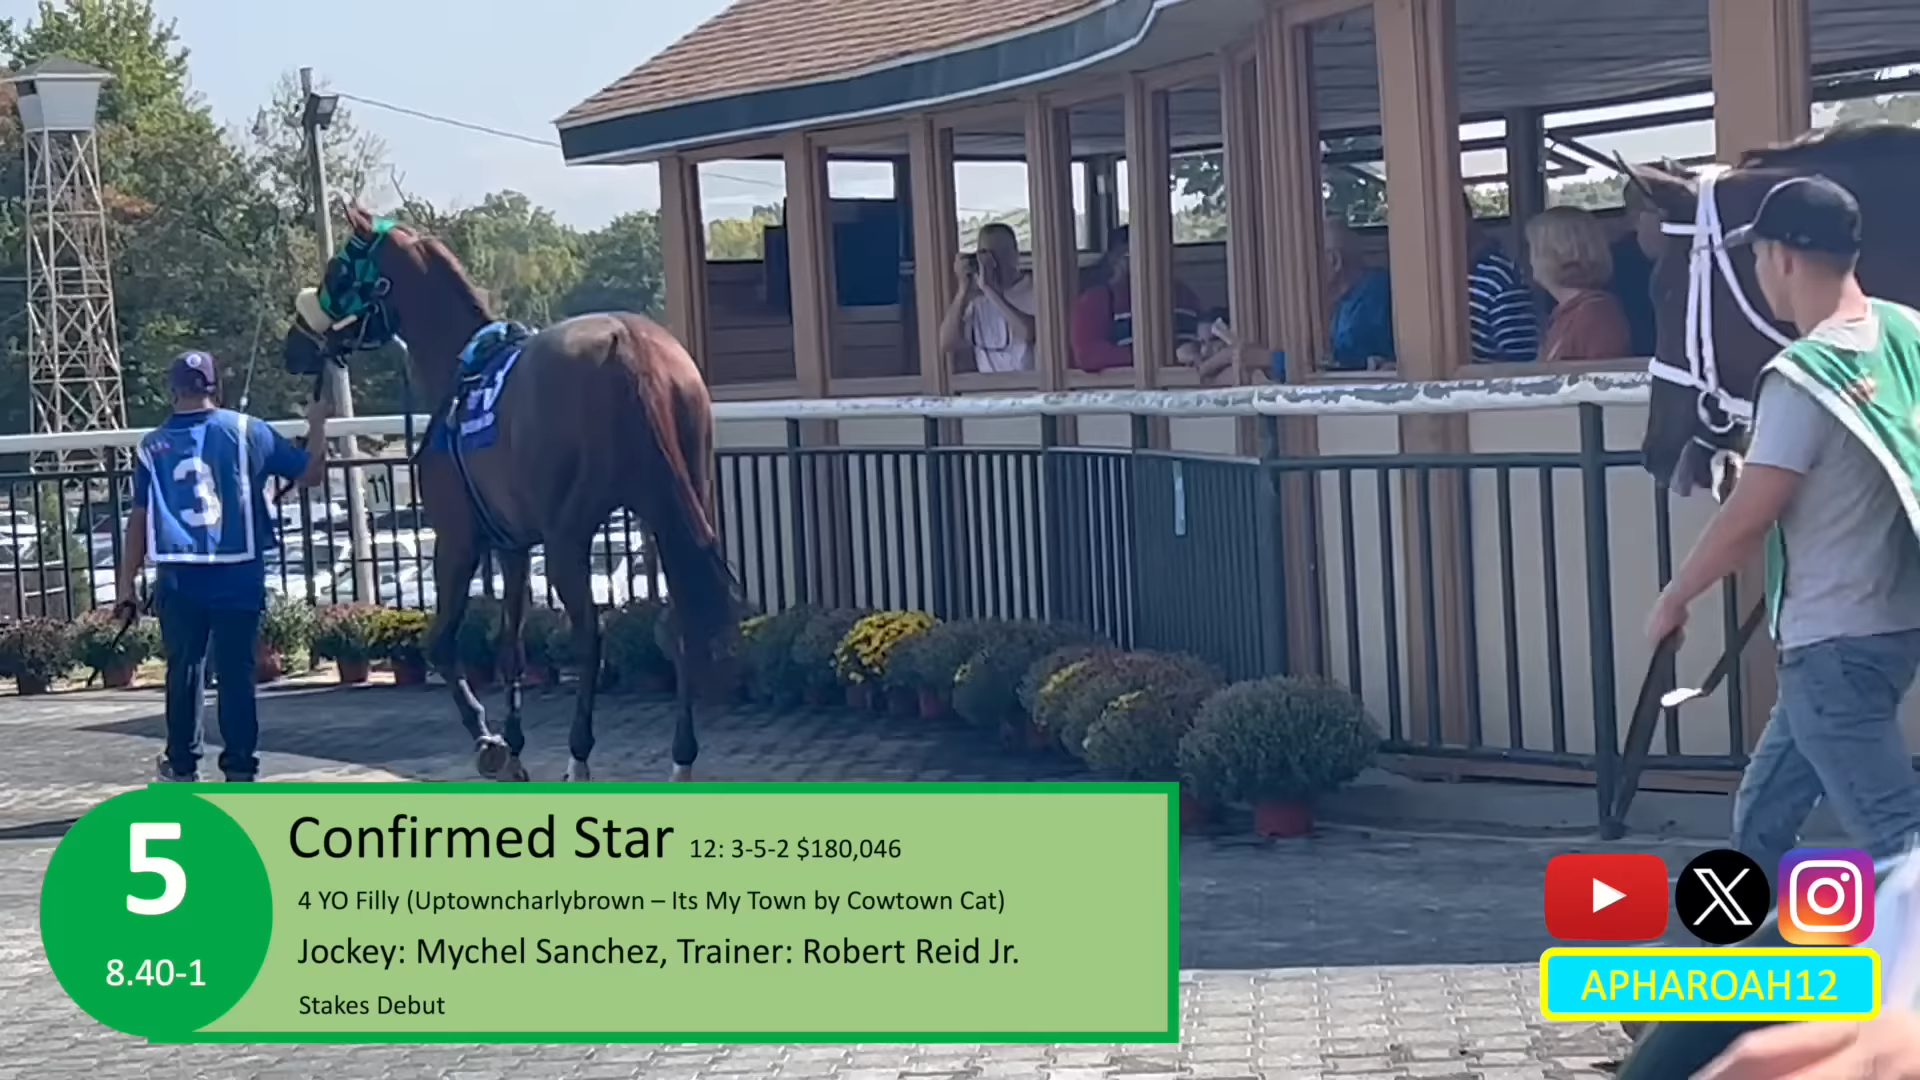 3
11
5
8.40-1
Confirmed Star 12: 3-5-2 $180,046
4 YO Filly (Uptowncharlybrown – Its My Town by Cowtown Cat)
Jockey: Mychel Sanchez, Trainer: Robert Reid Jr.
Stakes Debut
APHAROAH12